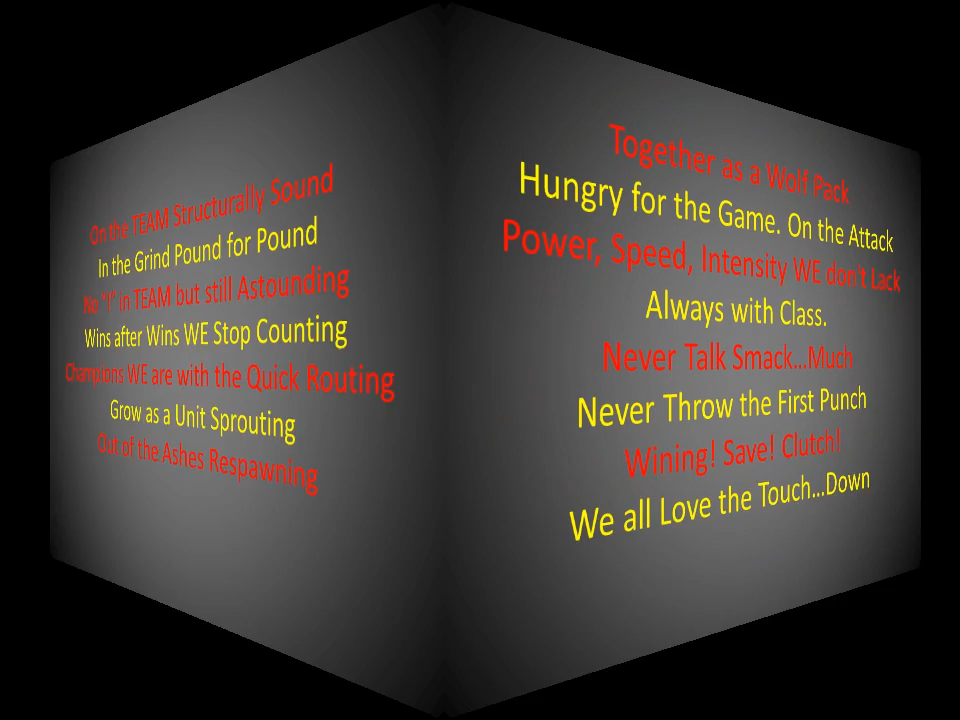 On the TEAM Structurally Sound
In the Grind Pound for Pound
No "I" in TEAM but still Astounding
Wins after Wins WE Stop Counting
Champions WE are with the Quick Routing
Grow as a Unit Sprouting
Out of the Ashes Respawning
Together as a Wolf Pack
Hungry for the Game. On the Attack
Power, Speed, Intensity WE don't Lack
Always with Class.
Never Talk Smack...Much
Never Throw the First Punch
Wining! Save! Clutch!
We all Love the Touch...Down